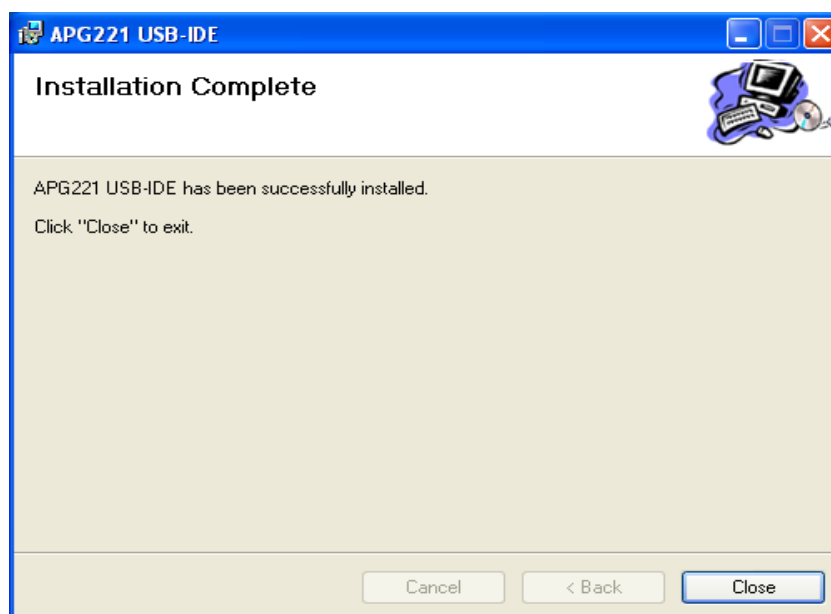 APG221 USB-IDE
Installation Complete
APG221 USB-IDE has been successfully installed.
Click "Close" to exit.
Cancel
< Back
Close